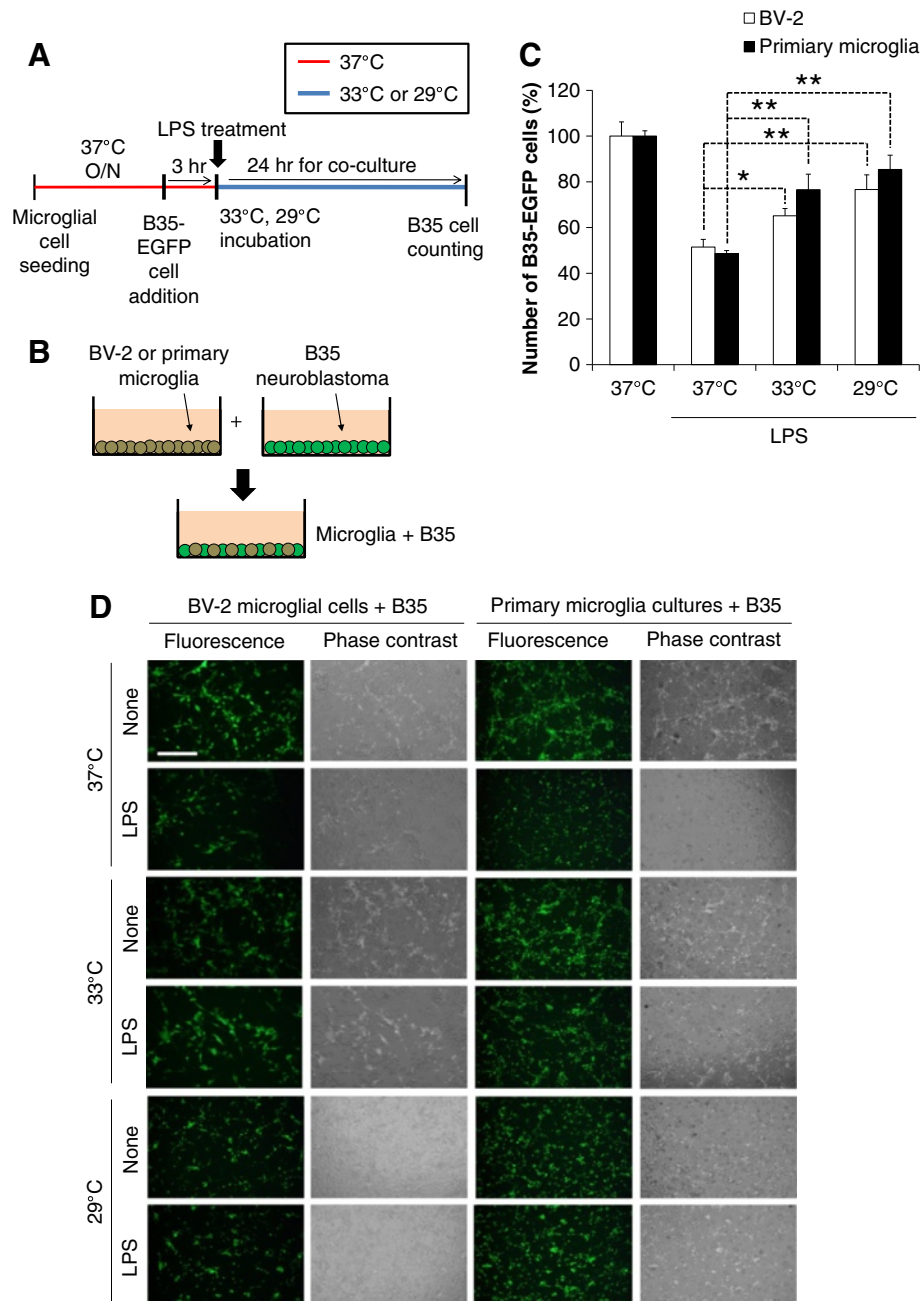 A
37°C
33°C or 29°C
LPS treatment
37°C
O/N
3 hr
24 hr for co-culture
Microglial
cell
seeding
B35-
EGFP
cell
addition
33°C, 29°C
incubation
B35 cell
counting
B
BV-2 or primary
microglia
B35
neuroblastoma
+
Microglia + B35
C
BV-2
Primiary microglia
Number of B35-EGFP cells (%)
120
100
80
60
40
20
0
**
**
**
*
37°C 37°C 33°C 29°C
LPS
D
BV-2 microglial cells + B35 Primary microglia cultures + B35
Fluorescence Phase contrast Fluorescence Phase contrast
37°C
None
LPS
33°C
None
LPS
29°C
None
LPS